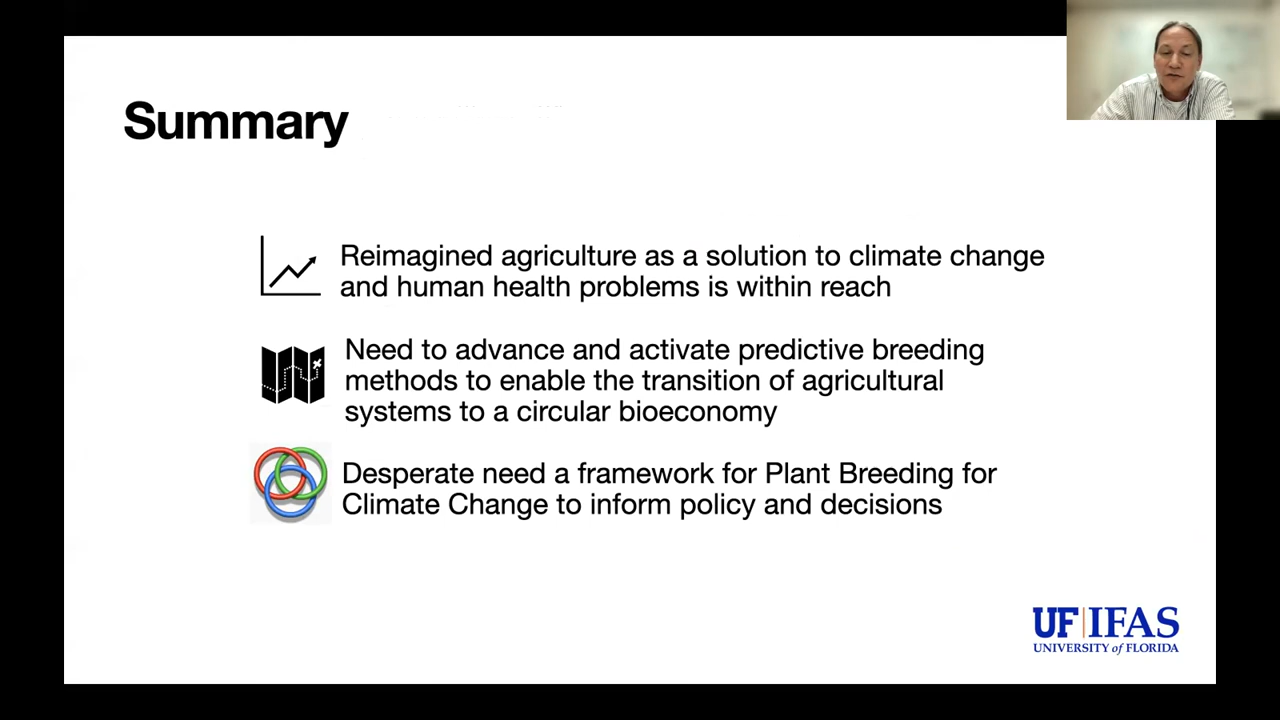 Summary
Reimagined agriculture as a solution to climate change
and human health problems is within reach
Need to advance and activate predictive breeding
methods to enable the transition of agricultural
systems to a circular bioeconomy
Desperate need a framework for Plant Breeding for
Climate Change to inform policy and decisions
UF|IFAS
UNIVERSITY of FLORIDA